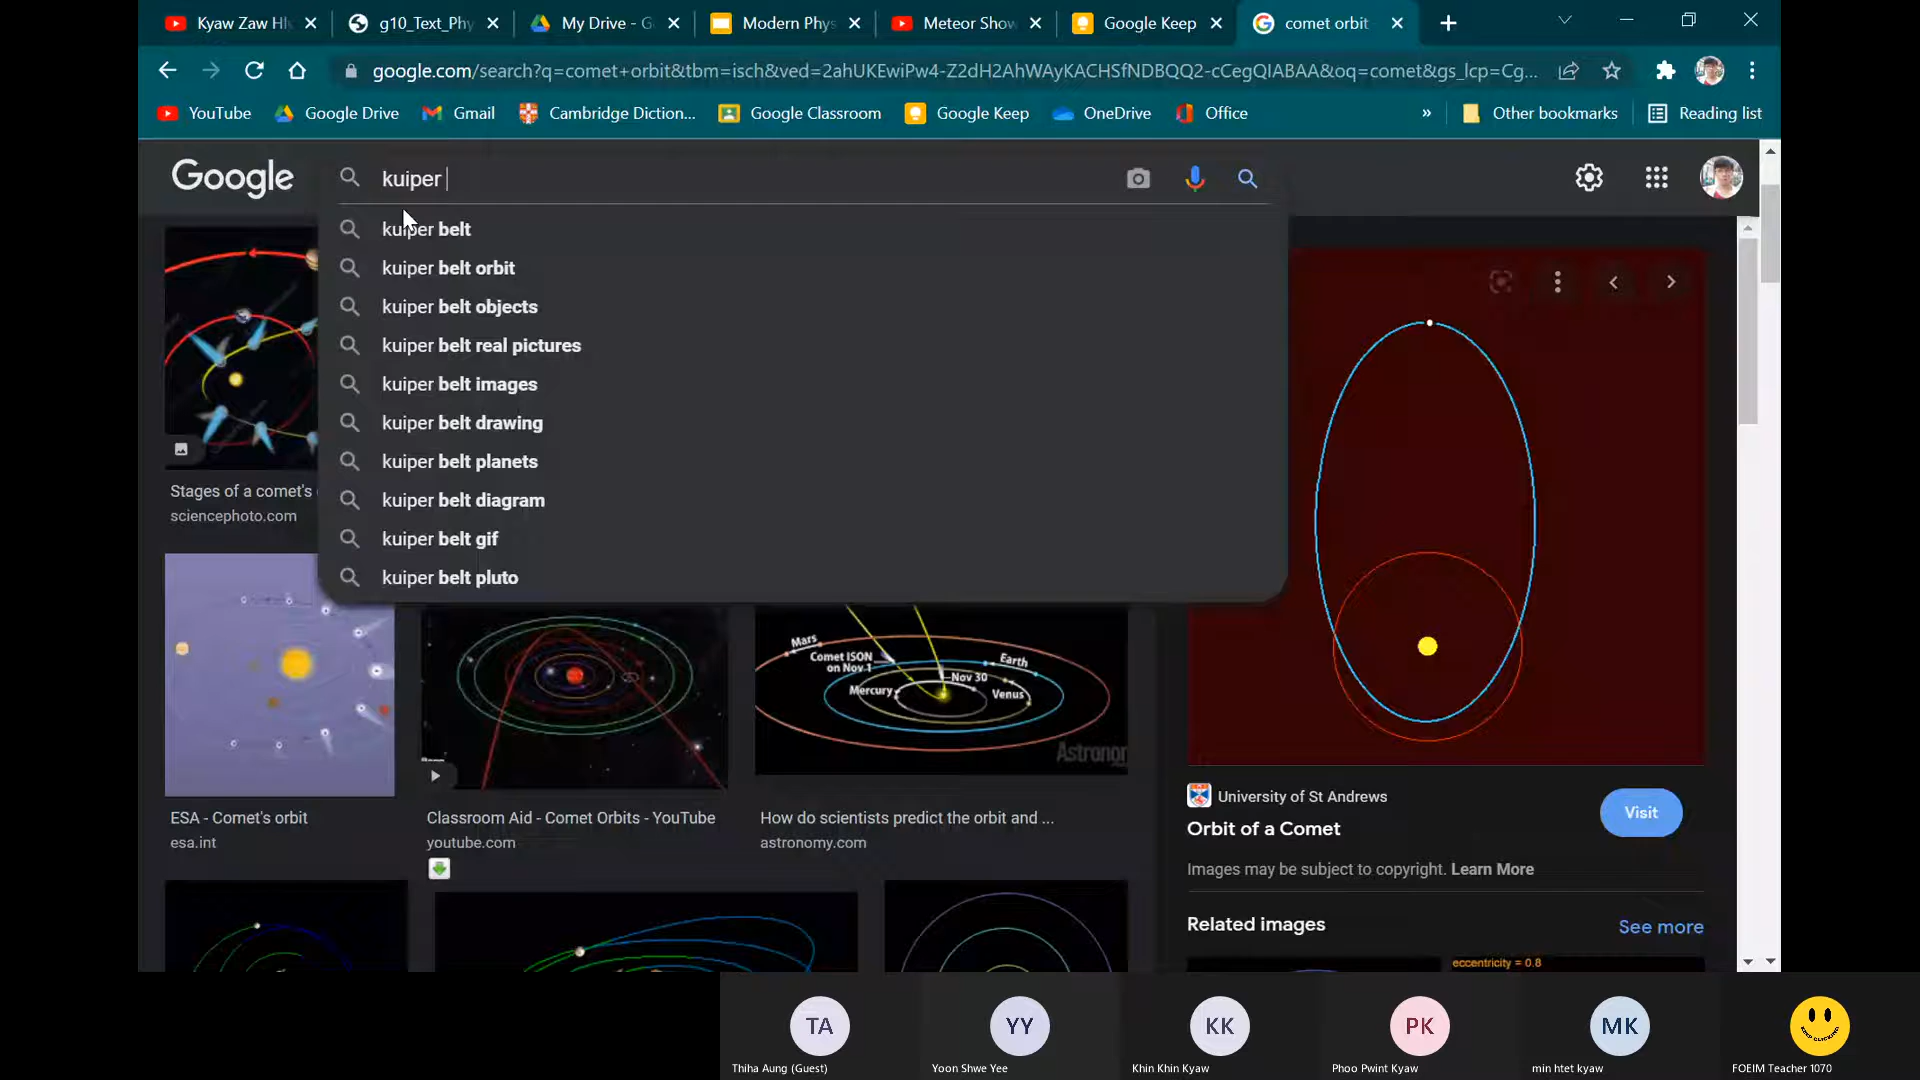 Kyaw Zaw Hl
g10_Text_Phy
My Drive - G
Modern Phys
Meteor Show
Google Keep
comet orbit
google.com/search?q=comet+orbit&tbm=isch&ved=2ahUKEwiPw4-Z2dH2AhWAyKACHSfNDBQQ2-cCegQIABAA&oq=comet&gs_lcp=Cg...
YouTube
Google Drive
Gmail
Cambridge Diction...
Google Classroom
Google Keep
OneDrive
Office
»
Other bookmarks
Reading list
Google
kuiper
kuiper belt
kuiper belt orbit
kuiper belt objects
kuiper belt real pictures
kuiper belt images
kuiper belt drawing
kuiper belt planets
kuiper belt diagram
kuiper belt gif
kuiper belt pluto
Stages of a comet's
sciencephoto.com
Mars
Comet ISON
on Nov 1
Earth
Nov 30
Mercury
Venus
Astronor
ESA - Comet's orbit
esa.int
Classroom Aid - Comet Orbits - YouTube
youtube.com
How do scientists predict the orbit and ...
astronomy.com
University of St Andrews
Orbit of a Comet
Visit
Images may be subject to copyright. Learn More
Related images
See more
eccentricity = 0.8
TA
YY
KK
PK
MK
KEEP CLICKING
Thiha Aung (Guest)
Yoon Shwe Yee
Khin Khin Kyaw
Phoo Pwint Kyaw
min htet kyaw
FOEIM Teacher 1070